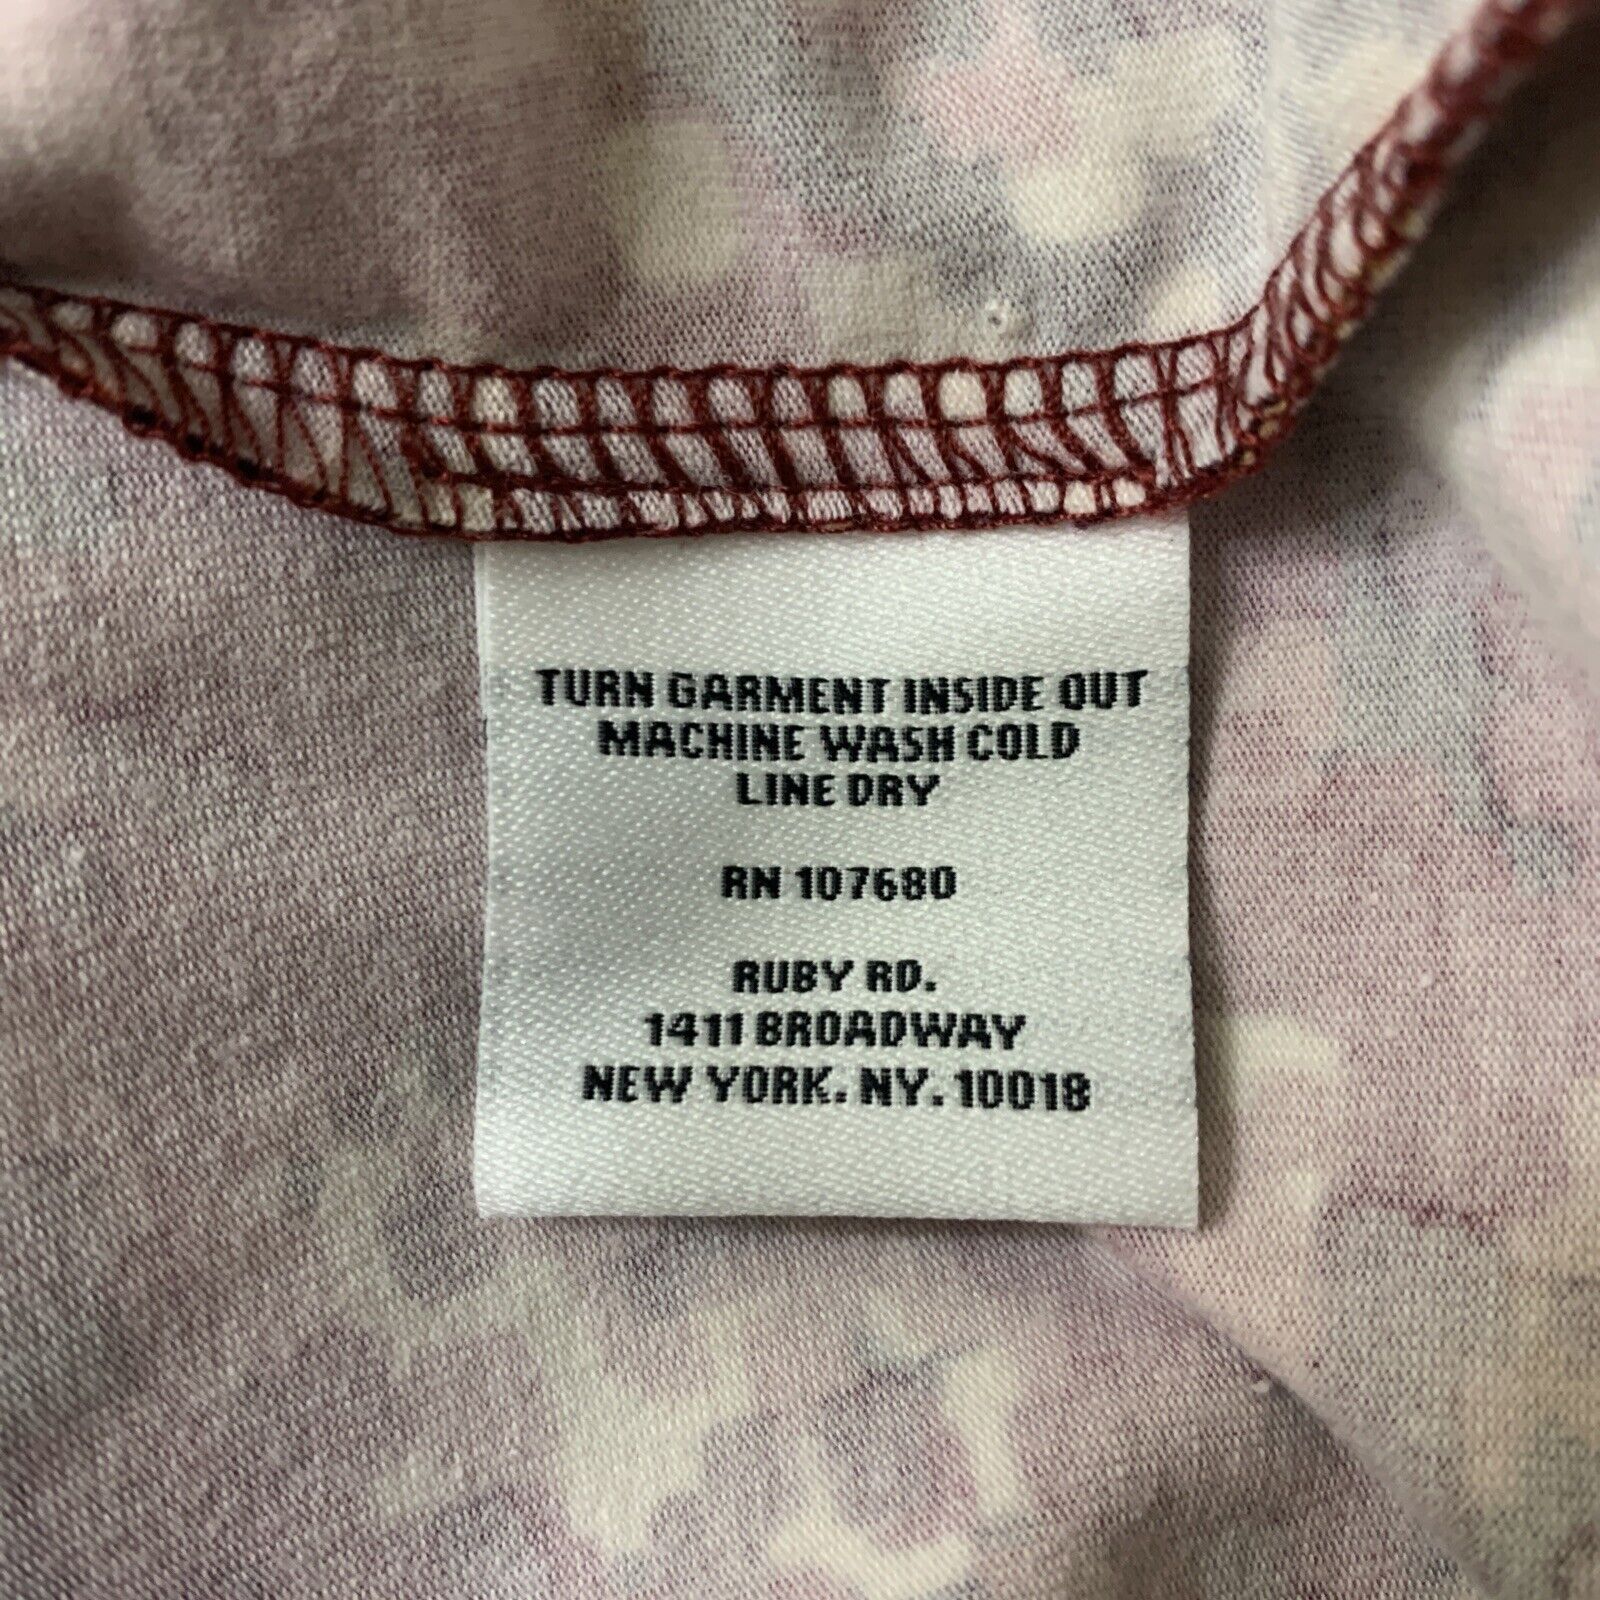 TURN GARMENT INSIDE OUT
MACHINE WASH COLD
LINE DRY
RN 107680
RUBY RD.
1411 BROADWAY
NEW YORK. NY. 10018